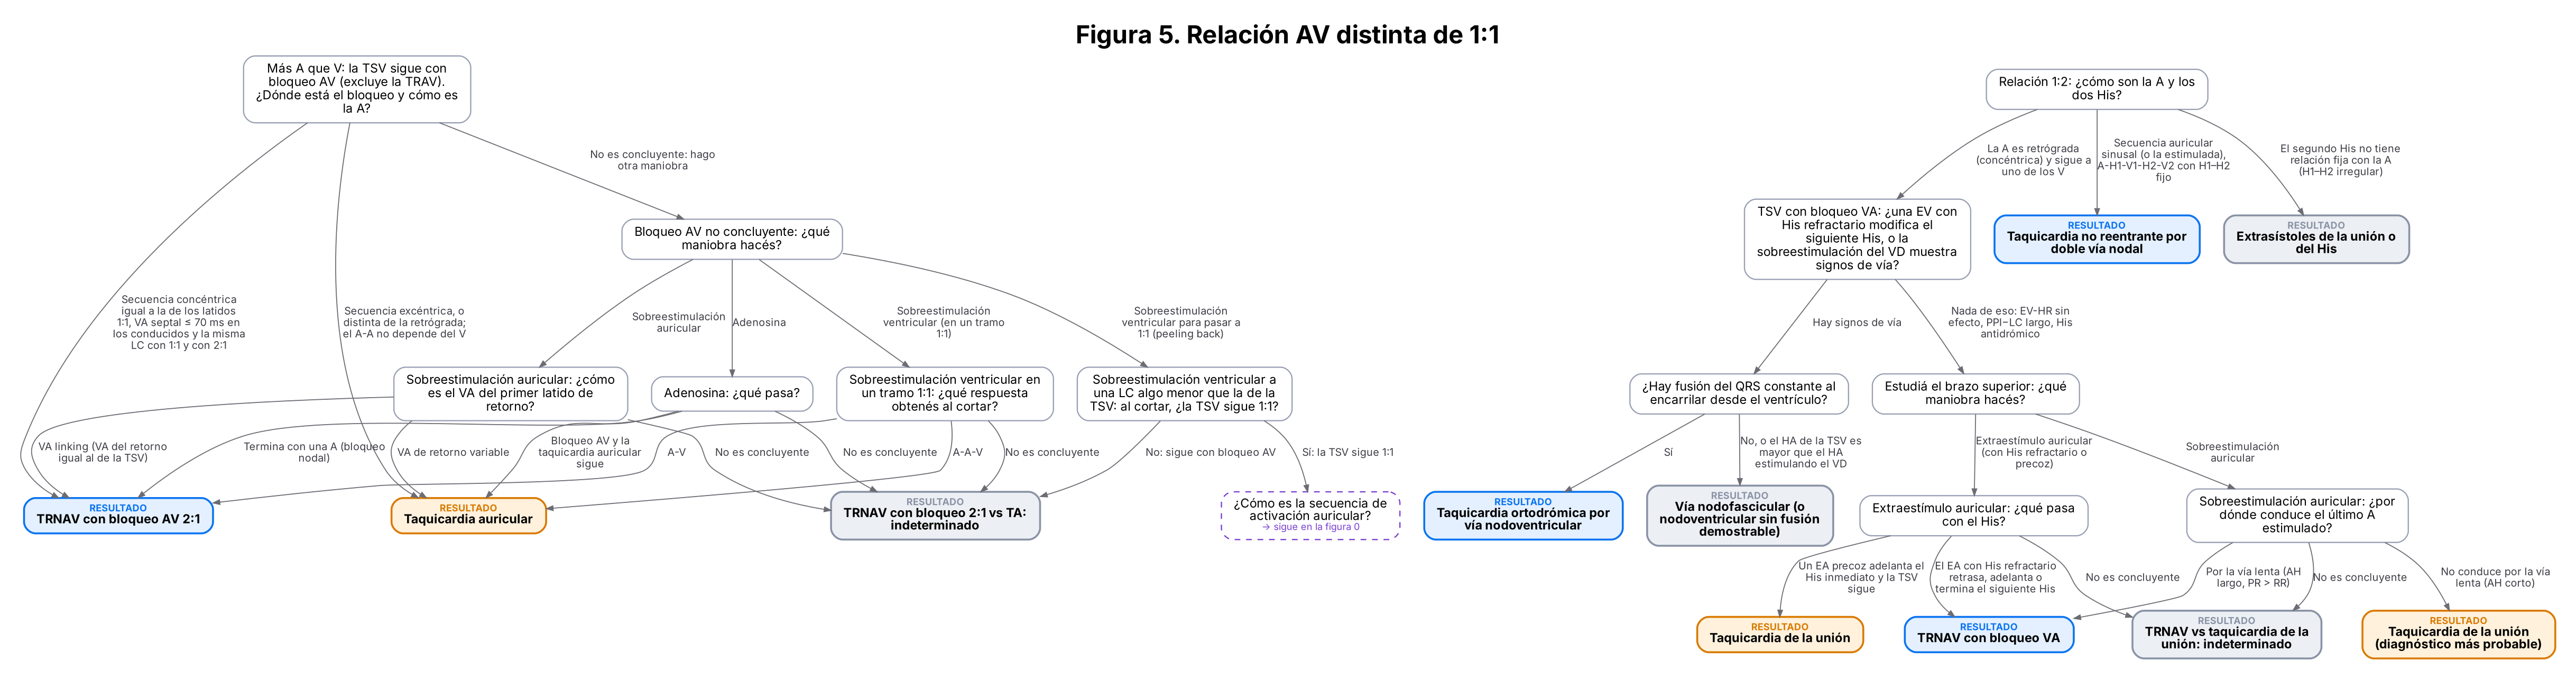 Figura 5. Relación AV distinta de 1:1
Más A que V: la TSV sigue con
bloqueo AV (excluye la TRAV).
¿Dónde está el bloqueo y cómo es
la A?
No es concluyente: hago
otra maniobra
Bloqueo AV no concluyente: ¿qué
maniobra hacés?
Secuencia concéntrica
igual a la de los latidos
1:1, VA septal ≤ 70 ms en
los conducidos y la misma
LC con 1:1 y con 2:1
Secuencia excéntrica, o
distinta de la retrógrada;
el A-A no depende del V
Sobreestimulación
auricular
Adenosina
Sobreestimulación
ventricular (en un tramo
1:1)
Sobreestimulación
ventricular para pasar a
1:1 (peeling back)
Sobreestimulación auricular: ¿cómo
es el VA del primer latido de
retorno?
Adenosina: ¿qué pasa?
Sobreestimulación ventricular en
un tramo 1:1: ¿qué respuesta
obtenés al cortar?
Sobreestimulación ventricular a
una LC algo menor que la de la
TSV: al cortar, ¿la TSV sigue 1:1?
VA linking (VA del retorno
igual al de la TSV)
Termina con una A (bloqueo
nodal)
VA de retorno variable
Bloqueo AV y la
taquicardia auricular
sigue
A-V
No es concluyente
No es concluyente
A-A-V
No es concluyente
No: sigue con bloqueo AV
Sí: la TSV sigue 1:1
RESULTADO
TRNAV con bloqueo AV 2:1
RESULTADO
Taquicardia auricular
RESULTADO
TRNAV con bloqueo 2:1 vs TA:
indeterminado
¿Cómo es la secuencia de
activación auricular?
→ sigue en la figura 0
Relación 1:2: ¿cómo son la A y los
dos His?
La A es retrógrada
(concéntrica) y sigue a
uno de los V
Secuencia auricular
sinusal (o la estimulada),
A-H1-V1-H2-V2 con H1–H2
fijo
El segundo His no tiene
relación fija con la A
(H1–H2 irregular)
TSV con bloqueo VA: ¿una EV con
His refractario modifica el
siguiente His, o la
sobreestimulación del VD muestra
signos de vía?
RESULTADO
Taquicardia no reentrante por
doble vía nodal
RESULTADO
Extrasístoles de la unión o
del His
Hay signos de vía
Nada de eso: EV-HR sin
efecto, PPI−LC largo, His
antidrómico
¿Hay fusión del QRS constante al
encarrilar desde el ventrículo?
Estudiá el brazo superior: ¿qué
maniobra hacés?
Sí
No, o el HA de la TSV es
mayor que el HA
estimulando el VD
Extraestímulo auricular
(con His refractario o
precoz)
Sobreestimulación
auricular
RESULTADO
Taquicardia ortodrómica por
vía nodoventricular
RESULTADO
Vía nodofascicular (o
nodoventricular sin fusión
demostrable)
Extraestímulo auricular: ¿qué pasa
con el His?
Sobreestimulación auricular: ¿por
dónde conduce el último A
estimulado?
Un EA precoz adelanta el
His inmediato y la TSV
sigue
El EA con His refractario
retrasa, adelanta o
termina el siguiente His
No es concluyente
Por la vía lenta (AH
largo, PR > RR)
No es concluyente
No conduce por la vía
lenta (AH corto)
RESULTADO
Taquicardia de la unión
RESULTADO
TRNAV con bloqueo VA
RESULTADO
TRNAV vs taquicardia de la
unión: indeterminado
RESULTADO
Taquicardia de la unión
(diagnóstico más probable)